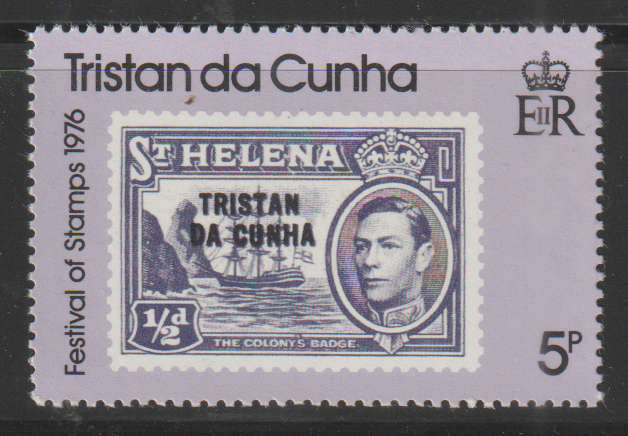 Tristan da Cunha
EIIR
Festival of Stamps 1976
ST HELENA
TRISTAN
DA CUNHA
1/2d
THE COLONY'S BADGE.
5P